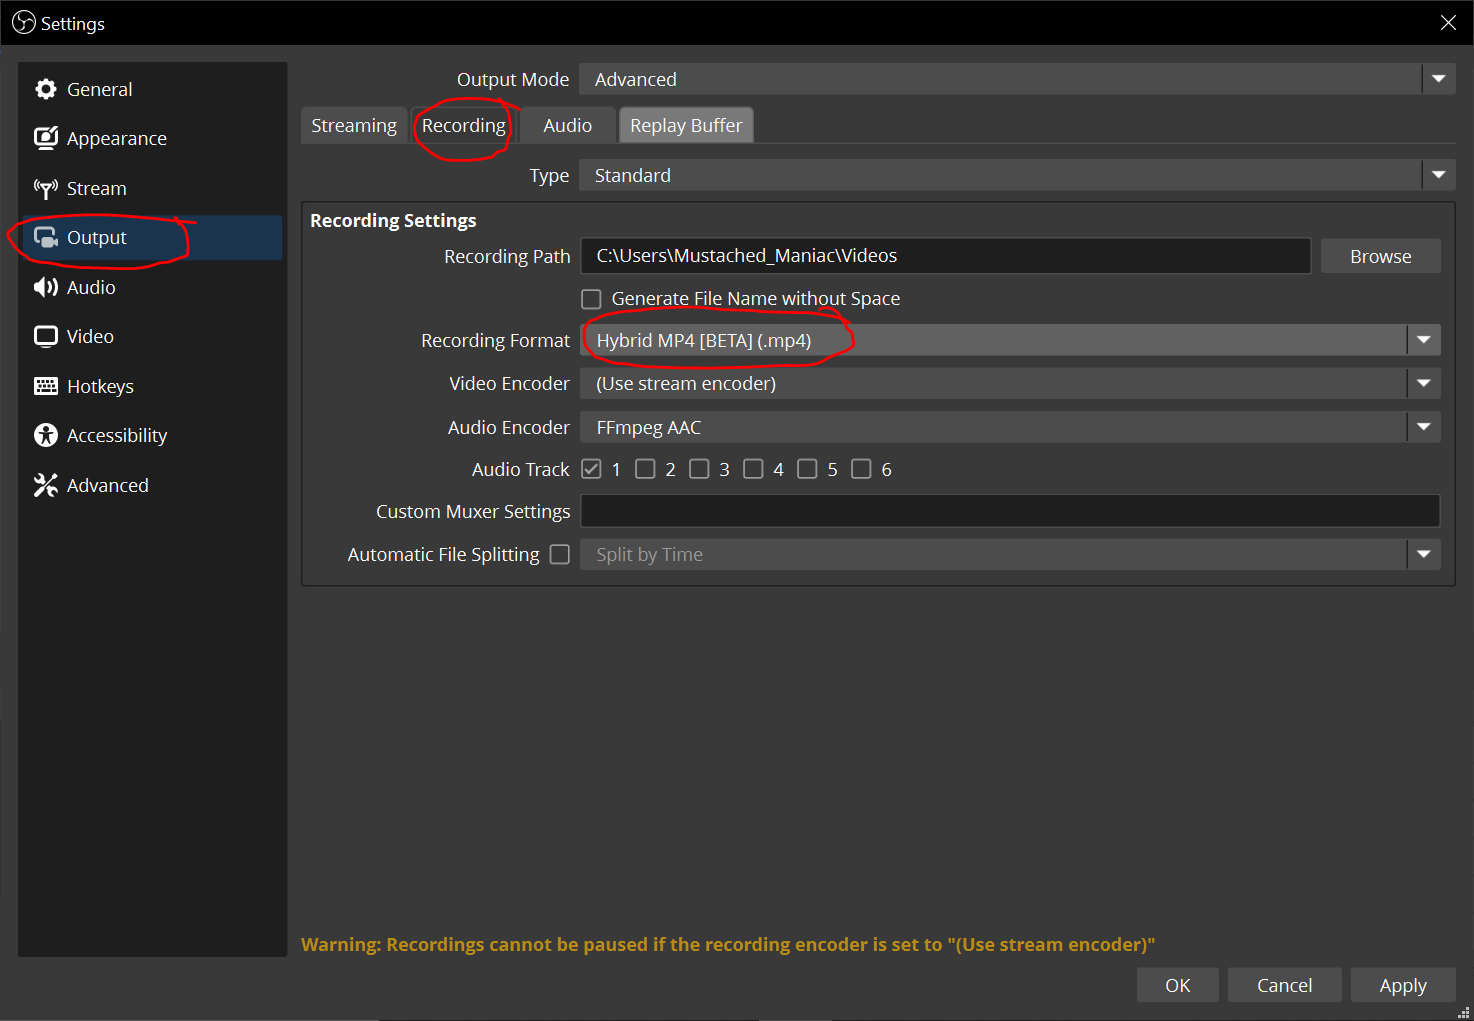 Settings
General
Appearance
Stream
Output
Audio
Video
Hotkeys
Accessibility
Advanced
Output Mode Advanced
Streaming Recording Audio Replay Buffer
Type Standard
Recording Settings
Recording Path C:\Users\Mustached_Maniac\Videos Browse
Generate File Name without Space
Recording Format Hybrid MP4 [BETA] (.mp4)
Video Encoder (Use stream encoder)
Audio Encoder FFmpeg AAC
Audio Track 1 2 3 4 5 6
Custom Muxer Settings
Automatic File Splitting Split by Time
Warning: Recordings cannot be paused if the recording encoder is set to "(Use stream encoder)"
OK Cancel Apply